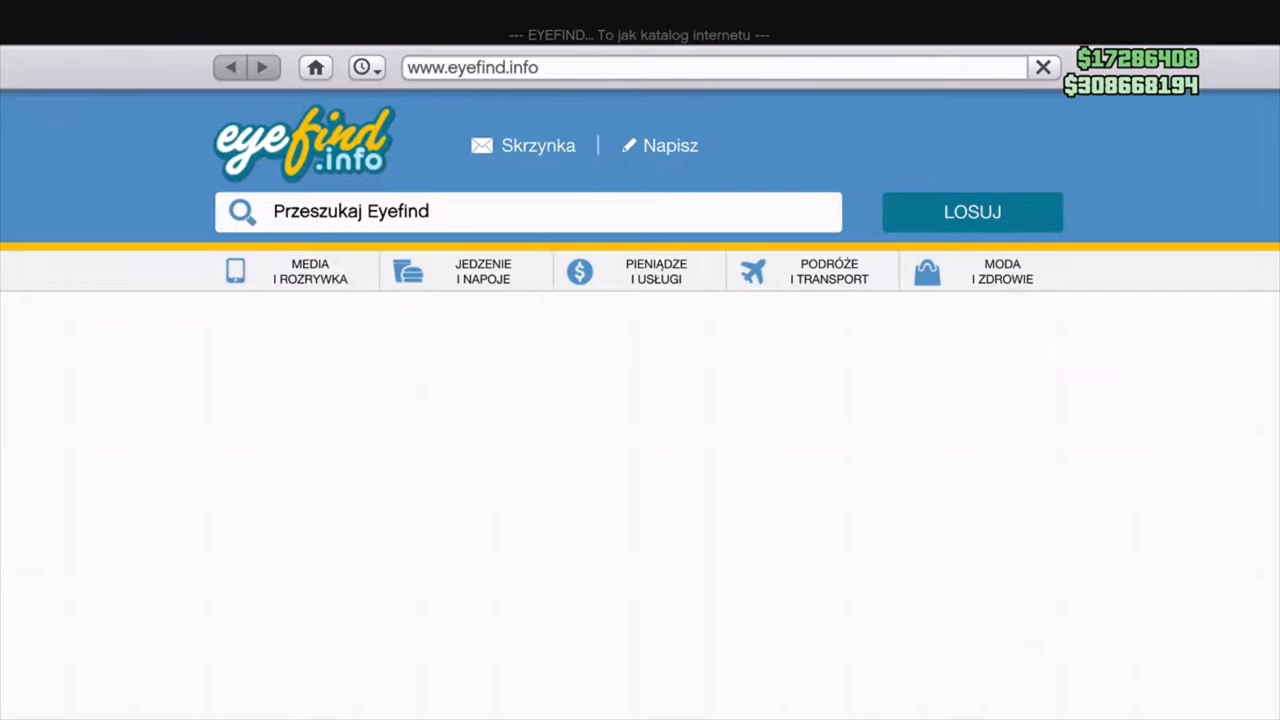 --- EYEFIND... To jak katalog internetu ---
www.eyefind.info
$17286408
$308668194
eyefind
.info
Skrzynka | Napisz
Przeszukaj Eyefind
LOSUJ
MEDIA
I ROZRYWKA
JEDZENIE
I NAPOJE
PIENIĄDZE
I USŁUGI
PODRÓŻE
I TRANSPORT
MODA
I ZDROWIE